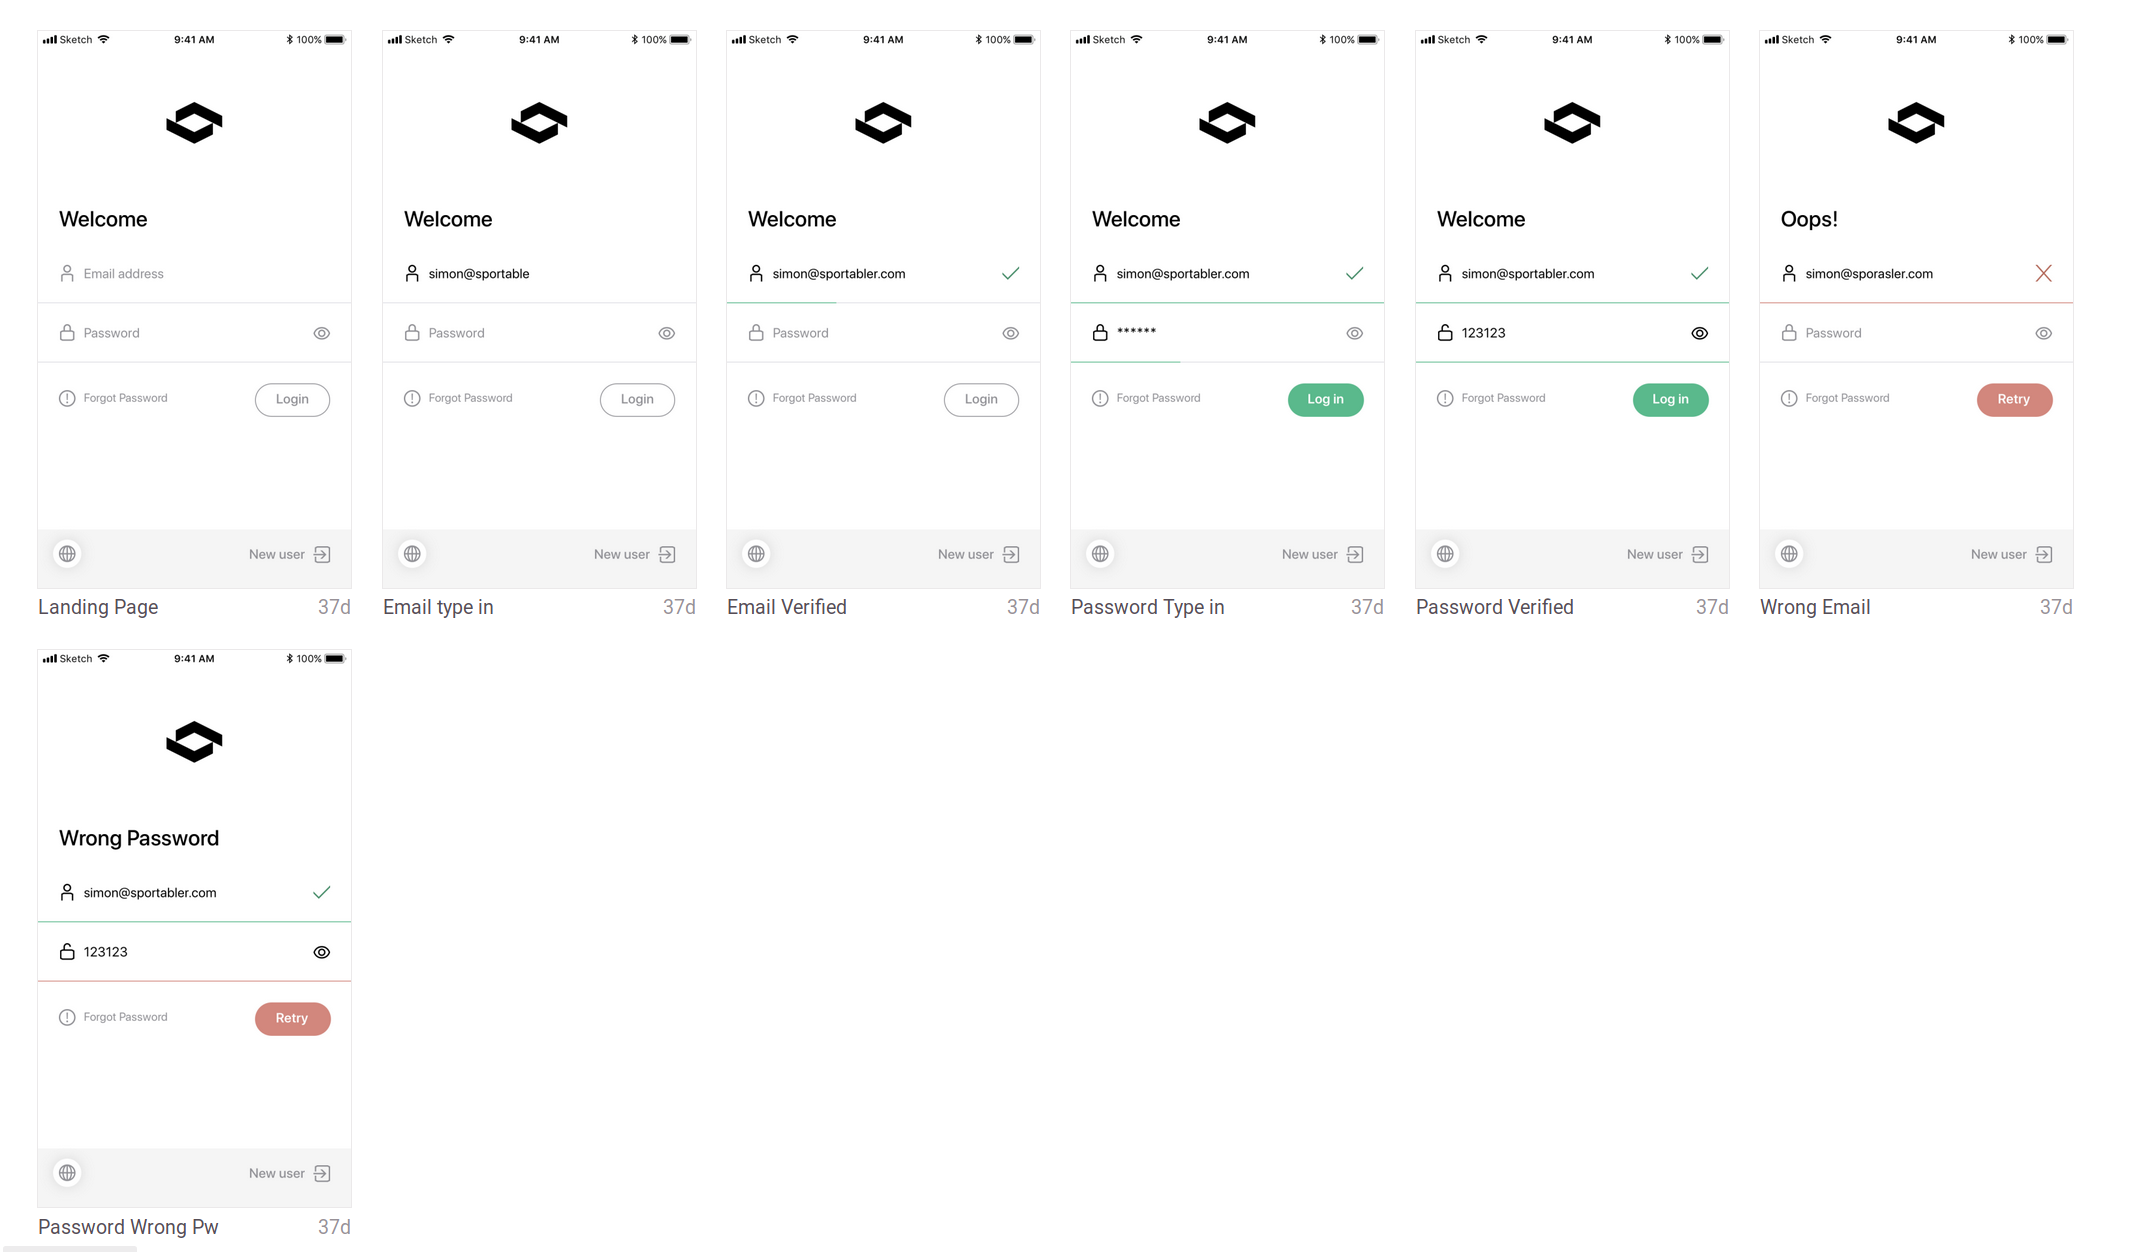 Sketch 9:41 AM 100%
Welcome
Email address
Password
Forgot Password Login
New user
Landing Page 37d
Sketch 9:41 AM 100%
Welcome
simon@sportable
Password
Forgot Password Login
New user
Email type in 37d
Sketch 9:41 AM 100%
Welcome
simon@sportabler.com
Password
Forgot Password Login
New user
Email Verified 37d
Sketch 9:41 AM 100%
Welcome
simon@sportabler.com
******
Forgot Password Log in
New user
Password Type in 37d
Sketch 9:41 AM 100%
Welcome
simon@sportabler.com
123123
Forgot Password Log in
New user
Password Verified 37d
Sketch 9:41 AM 100%
Oops!
simon@sporasler.com
Password
Forgot Password Retry
New user
Wrong Email 37d
Sketch 9:41 AM 100%
Wrong Password
simon@sportabler.com
123123
Forgot Password Retry
New user
Password Wrong Pw 37d